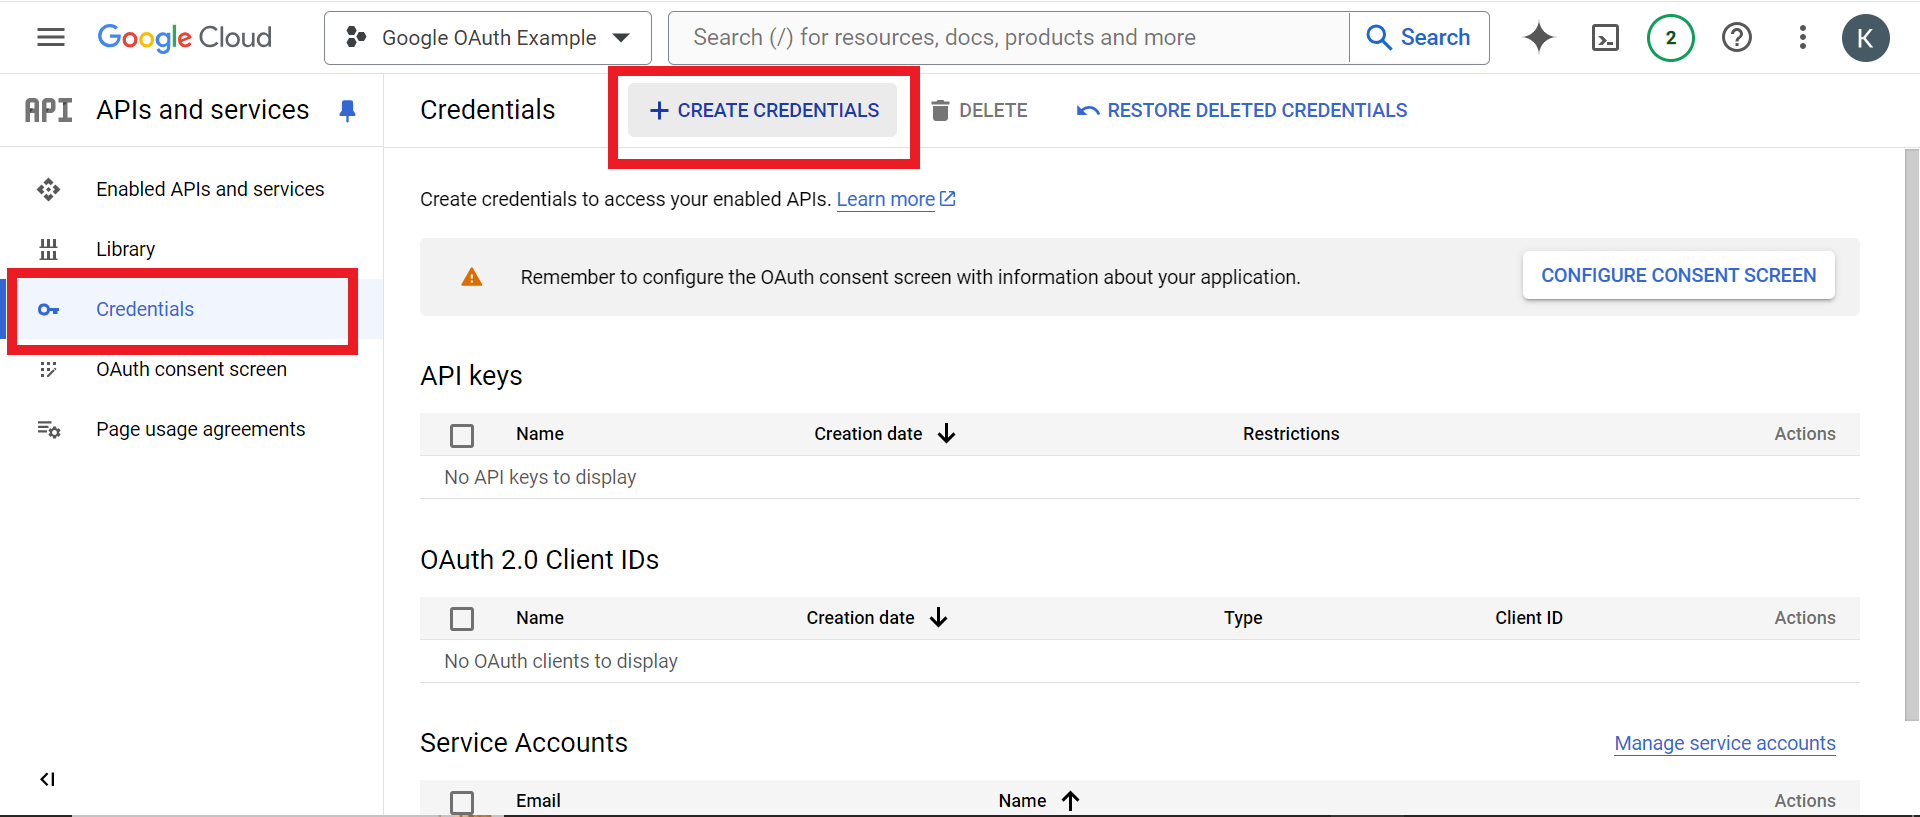 Google Cloud Google OAuth Example Search (/) for resources, docs, products and more Search 2 K
API APIs and services
Enabled APIs and services
Library
Credentials
OAuth consent screen
Page usage agreements
Credentials CREATE CREDENTIALS DELETE RESTORE DELETED CREDENTIALS
Create credentials to access your enabled APIs. Learn more
Remember to configure the OAuth consent screen with information about your application. CONFIGURE CONSENT SCREEN
API keys
Name Creation date Restrictions Actions
No API keys to display
OAuth 2.0 Client IDs
Name Creation date Type Client ID Actions
No OAuth clients to display
Service Accounts Manage service accounts
Email Name Actions